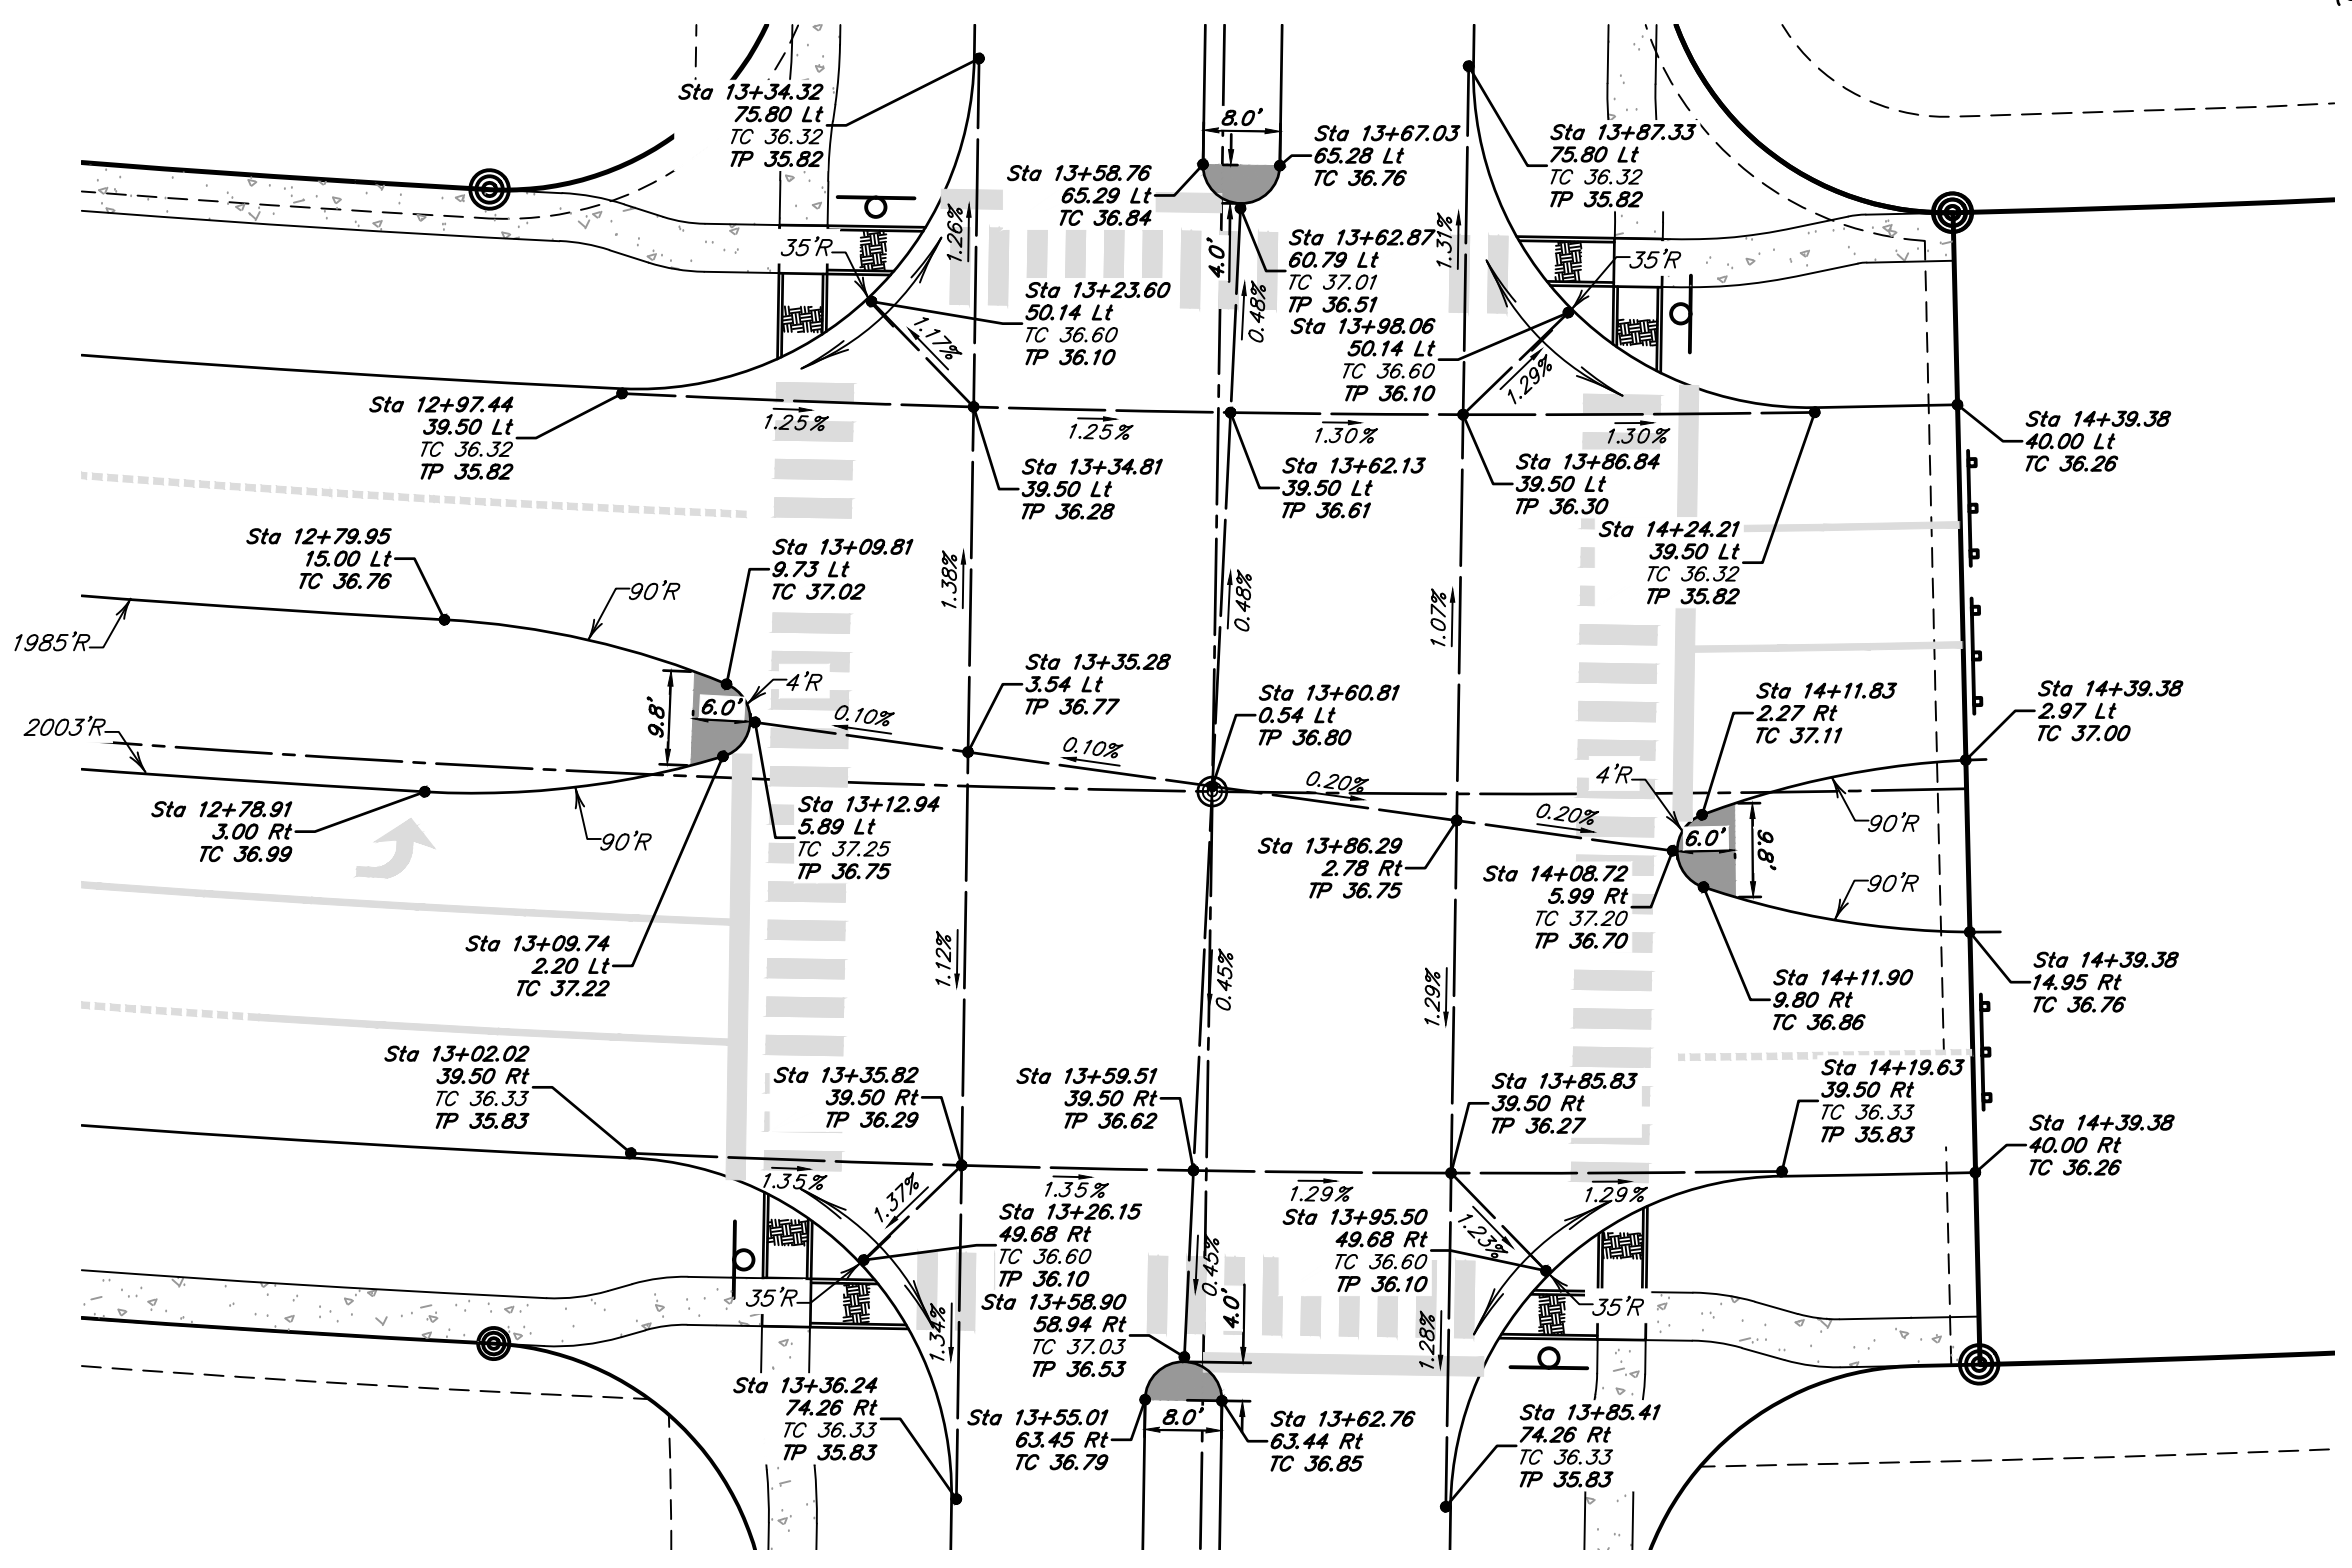 Sta 13+34.32
75.80 Lt
TC 36.32
TP 35.82
8.0'
Sta 13+67.03
65.28 Lt
TC 36.76
Sta 13+87.33
75.80 Lt
TC 36.32
TP 35.82
Sta 13+58.76
65.29 Lt
TC 36.84
35'R
1.26%
4.0'
Sta 13+62.87
60.79 Lt
TC 37.01
TP 36.51
1.31%
35'R
Sta 13+23.60
50.14 Lt
TC 36.60
TP 36.10
1.17%
0.48%
Sta 13+98.06
50.14 Lt
TC 36.60
TP 36.10
1.29%
Sta 12+97.44
39.50 Lt
TC 36.32
TP 35.82
1.25%
1.25%
1.30%
1.30%
Sta 14+39.38
40.00 Lt
TC 36.26
Sta 13+34.81
39.50 Lt
TP 36.28
Sta 13+62.13
39.50 Lt
TP 36.61
Sta 13+86.84
39.50 Lt
TP 36.30
Sta 14+24.21
39.50 Lt
TC 36.32
TP 35.82
Sta 12+79.95
15.00 Lt
TC 36.76
Sta 13+09.81
9.73 Lt
TC 37.02
1.38%
0.48%
1.07%
90'R
1985'R
4'R
9.8'
6.0'
2003'R
Sta 13+35.28
3.54 Lt
TP 36.77
0.10%
0.10%
Sta 13+60.81
0.54 Lt
TP 36.80
0.20%
0.20%
Sta 14+11.83
2.27 Rt
TC 37.11
Sta 14+39.38
2.97 Lt
TC 37.00
4'R
6.0'
9.8'
90'R
90'R
Sta 12+78.91
3.00 Rt
TC 36.99
90'R
Sta 13+12.94
5.89 Lt
TC 37.25
TP 36.75
Sta 13+86.29
2.78 Rt
TP 36.75
Sta 14+08.72
5.99 Rt
TC 37.20
TP 36.70
Sta 13+09.74
2.20 Lt
TC 37.22
1.12%
0.45%
1.29%
Sta 14+11.90
9.80 Rt
TC 36.86
Sta 14+39.38
14.95 Rt
TC 36.76
Sta 13+02.02
39.50 Rt
TC 36.33
TP 35.83
Sta 13+35.82
39.50 Rt
TP 36.29
Sta 13+59.51
39.50 Rt
TP 36.62
Sta 13+85.83
39.50 Rt
TP 36.27
Sta 14+19.63
39.50 Rt
TC 36.33
TP 35.83
Sta 14+39.38
40.00 Rt
TC 36.26
1.35%
1.35%
1.29%
1.29%
1.37%
Sta 13+26.15
49.68 Rt
TC 36.60
TP 36.10
0.45%
Sta 13+95.50
49.68 Rt
TC 36.60
TP 36.10
1.23%
35'R
1.34%
Sta 13+58.90
58.94 Rt
TC 37.03
TP 36.53
4.0'
1.28%
35'R
Sta 13+36.24
74.26 Rt
TC 36.33
TP 35.83
Sta 13+55.01
63.45 Rt
TC 36.79
8.0'
Sta 13+62.76
63.44 Rt
TC 36.85
Sta 13+85.41
74.26 Rt
TC 36.33
TP 35.83